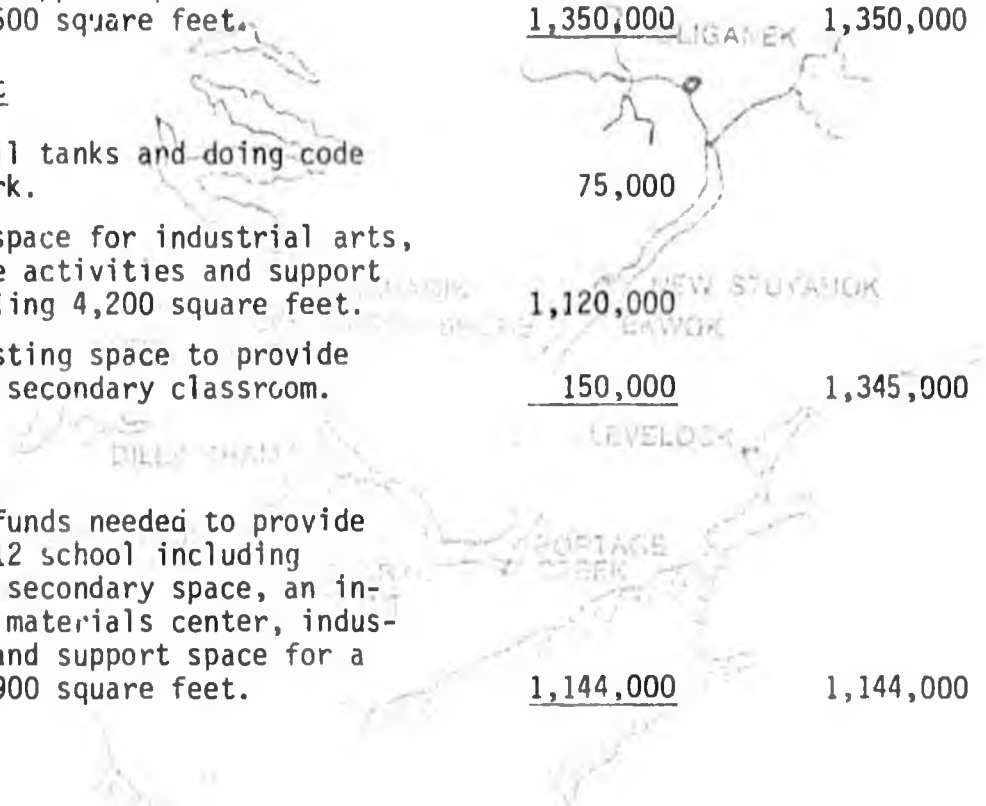 500 square feet. 1,350,000 1,350,000
LIGANEK
l tanks and doing code
rk. 75,000
space for industrial arts,
e activities and support
ing 4,200 square feet. 1,120,000
NEW STUYAHOK
EKWOK
sting space to provide
secondary classroom. 150,000 1,345,000
LEVELOCK
funds needed to provide
12 school including
PORTAGE
CREEK
secondary space, an in-
materials center, indus-
and support space for a
900 square feet. 1,144,000 1,144,000